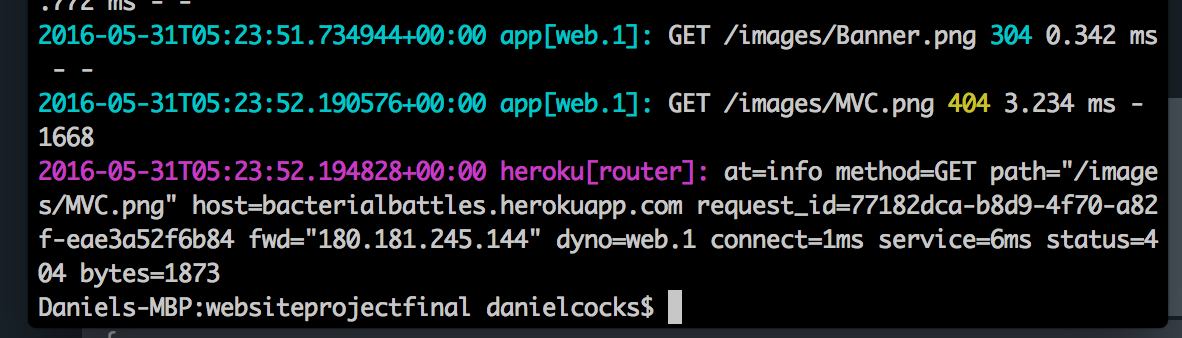 .772 ms - -
2016-05-31T05:23:51.734944+00:00 app[web.1]: GET /images/Banner.png 304 0.342 ms
 - -
2016-05-31T05:23:52.190576+00:00 app[web.1]: GET /images/MVC.png 404 3.234 ms -
1668
2016-05-31T05:23:52.194828+00:00 heroku[router]: at=info method=GET path="/image
s/MVC.png" host=bacterialbattles.herokuapp.com request_id=77182dca-b8d9-4f70-a82
f-eae3a52f6b84 fwd="180.181.245.144" dyno=web.1 connect=1ms service=6ms status=4
04 bytes=1873
Daniels-MBP:websiteprojectfinal danielcocks$